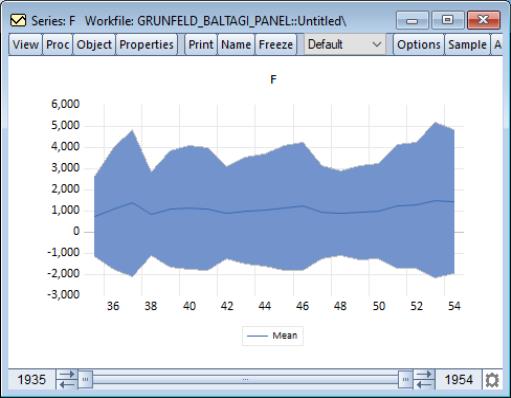 Series: F Workfile: GRUNFELD_BALTAGI_PANEL::Untitled\
View Proc Object Properties Print Name Freeze Default Options Sample A
F
6,000
5,000
4,000
3,000
2,000
1,000
0
-1,000
-2,000
-3,000
36 38 40 42 44 46 48 50 52 54
Mean
1935 1954